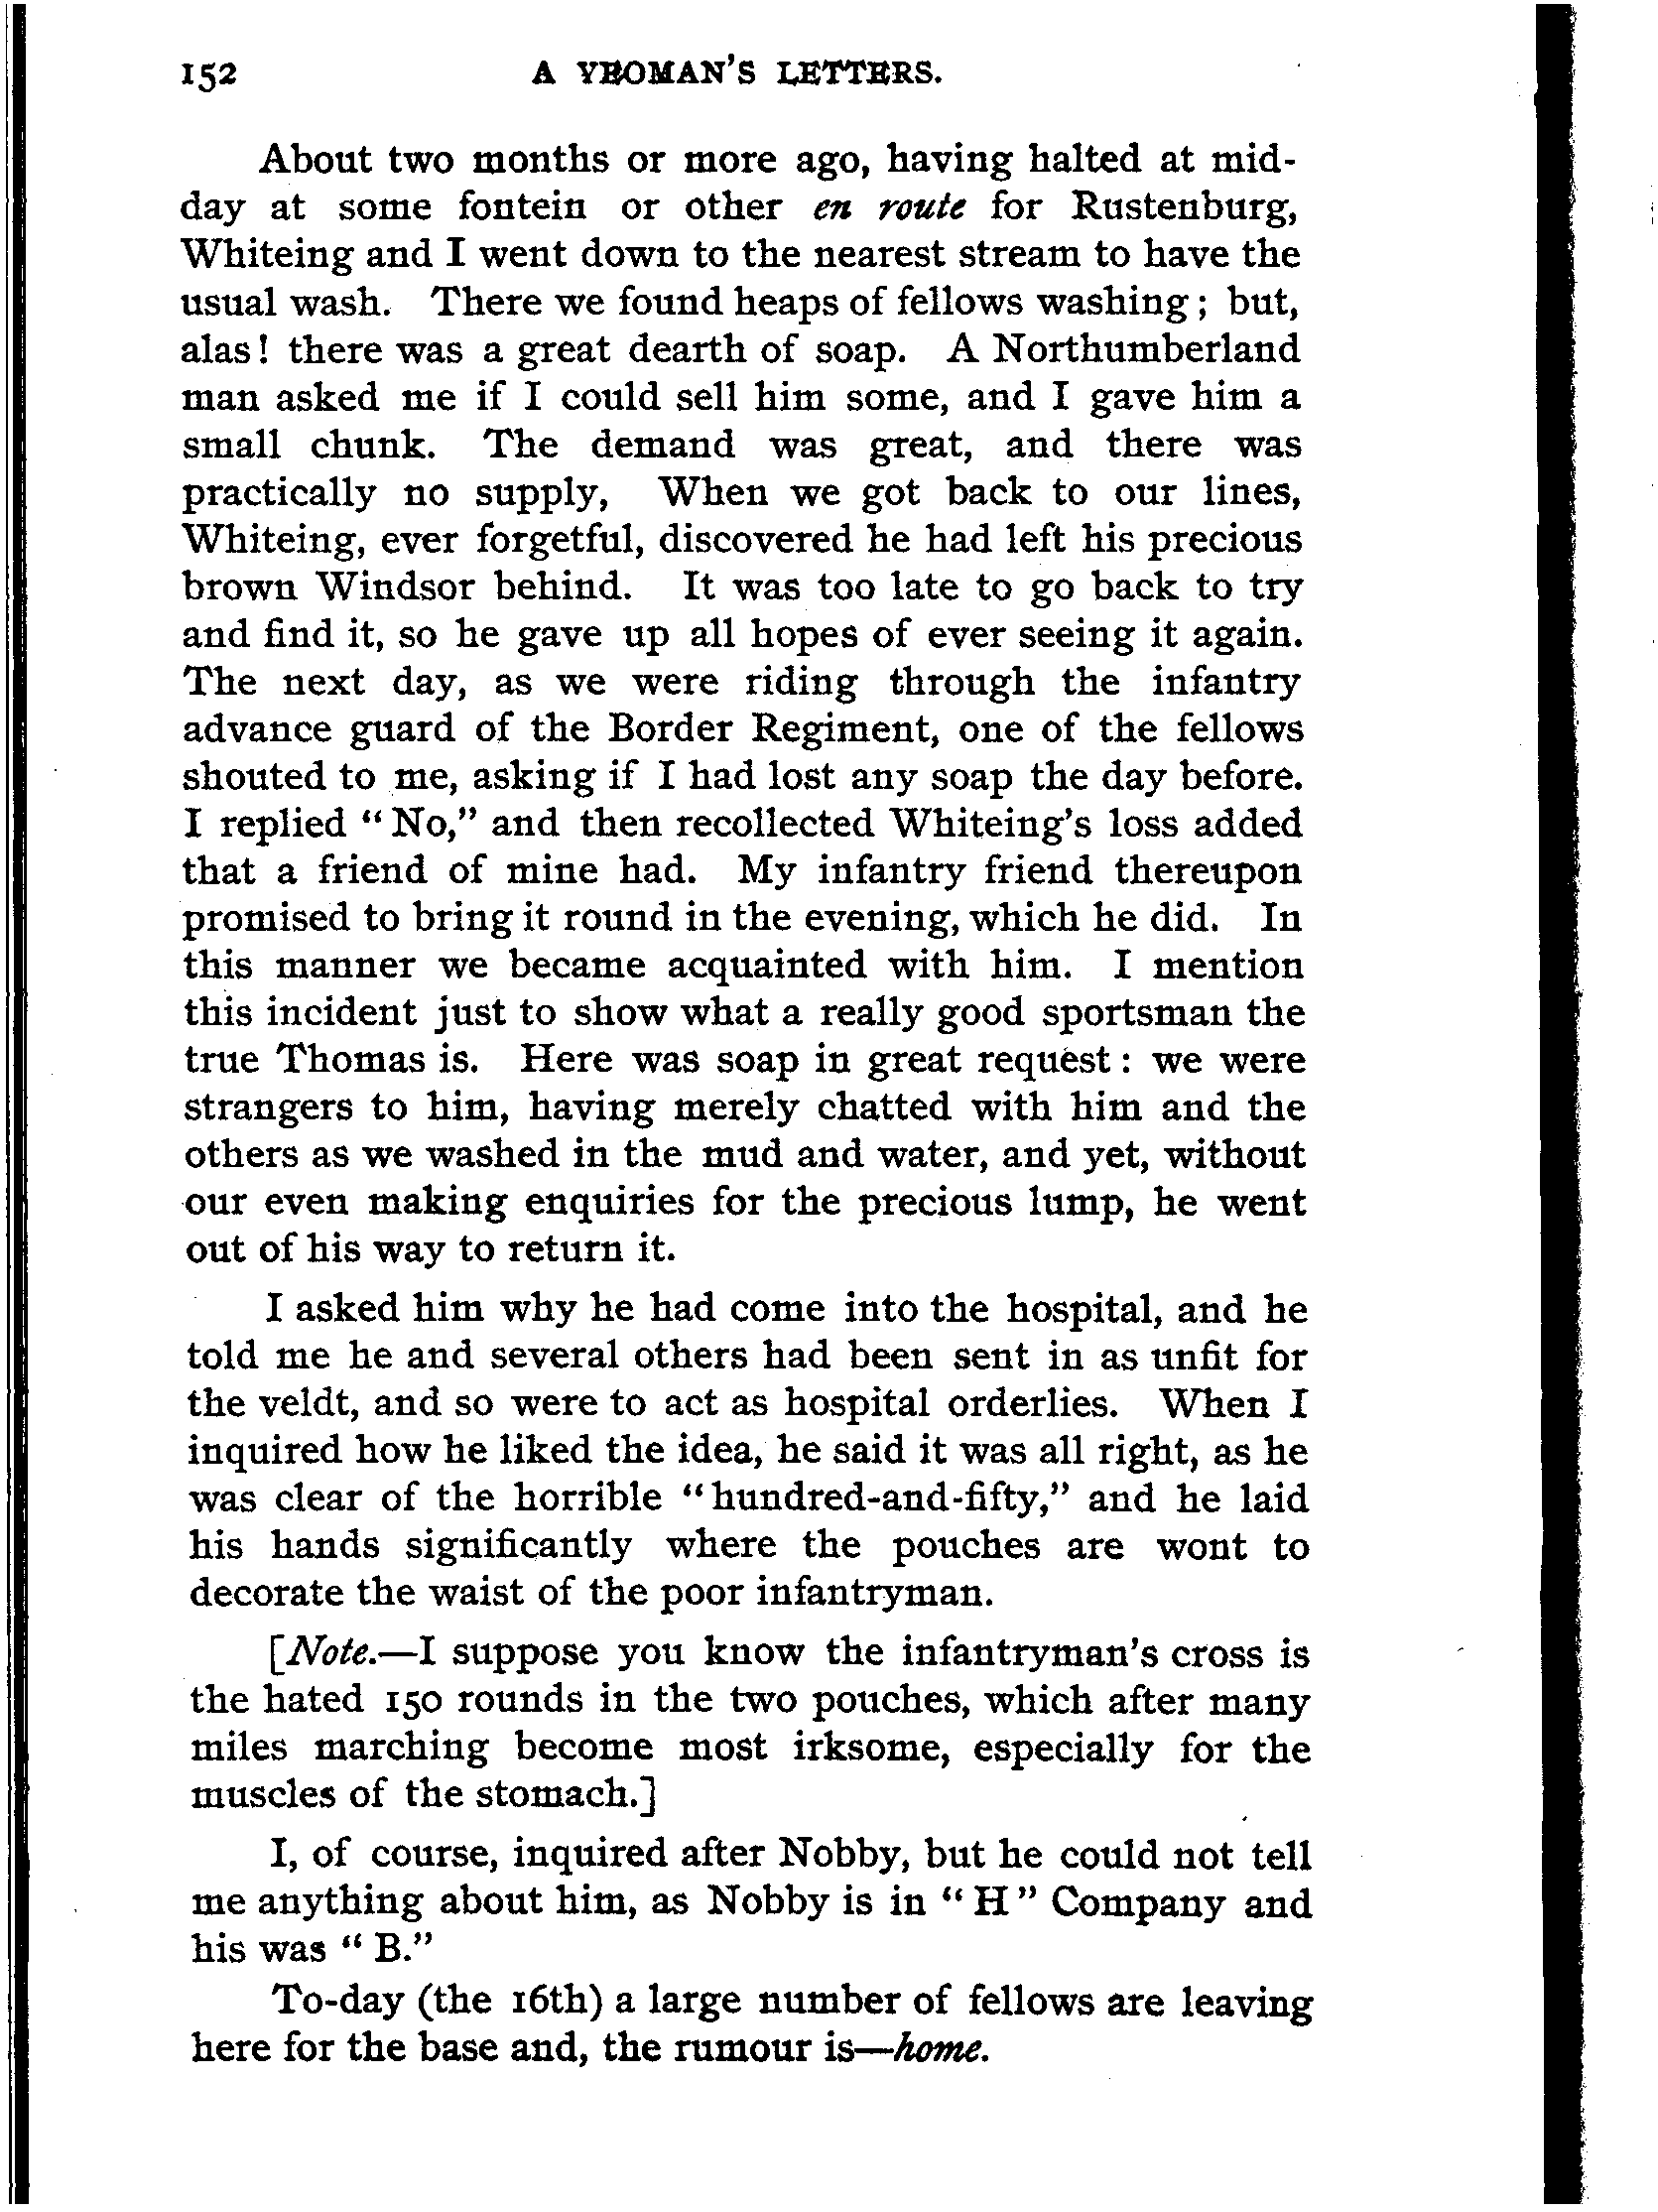 152 A YEOMAN'S LETTERS.
About two months or more ago, having halted at mid-
day at some fontein or other en route for Rustenburg,
Whiteing and I went down to the nearest stream to have the
usual wash. There we found heaps of fellows washing; but,
alas! there was a great dearth of soap. A Northumberland
man asked me if I could sell him some, and I gave him a
small chunk. The demand was great, and there was
practically no supply, When we got back to our lines,
Whiteing, ever forgetful, discovered he had left his precious
brown Windsor behind. It was too late to go back to try
and find it, so he gave up all hopes of ever seeing it again.
The next day, as we were riding through the infantry
advance guard of the Border Regiment, one of the fellows
shouted to me, asking if I had lost any soap the day before.
I replied "No," and then recollected Whiteing's loss added
that a friend of mine had. My infantry friend thereupon
promised to bring it round in the evening, which he did. In
this manner we became acquainted with him. I mention
this incident just to show what a really good sportsman the
true Thomas is. Here was soap in great request: we were
strangers to him, having merely chatted with him and the
others as we washed in the mud and water, and yet, without
our even making enquiries for the precious lump, he went
out of his way to return it.
I asked him why he had come into the hospital, and he
told me he and several others had been sent in as unfit for
the veldt, and so were to act as hospital orderlies. When I
inquired how he liked the idea, he said it was all right, as he
was clear of the horrible "hundred-and-fifty," and he laid
his hands significantly where the pouches are wont to
decorate the waist of the poor infantryman.
[Note.—I suppose you know the infantryman's cross is
the hated 150 rounds in the two pouches, which after many
miles marching become most irksome, especially for the
muscles of the stomach.]
I, of course, inquired after Nobby, but he could not tell
me anything about him, as Nobby is in "H" Company and
his was "B."
To-day (the 16th) a large number of fellows are leaving
here for the base and, the rumour is—home.